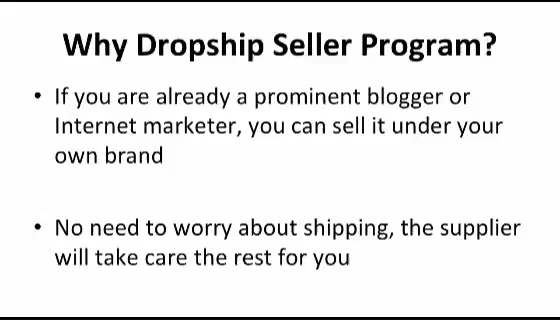 Why Dropship Seller Program?
• If you are already a prominent blogger or
Internet marketer, you can sell it under your
own brand
• No need to worry about shipping, the supplier
will take care the rest for you